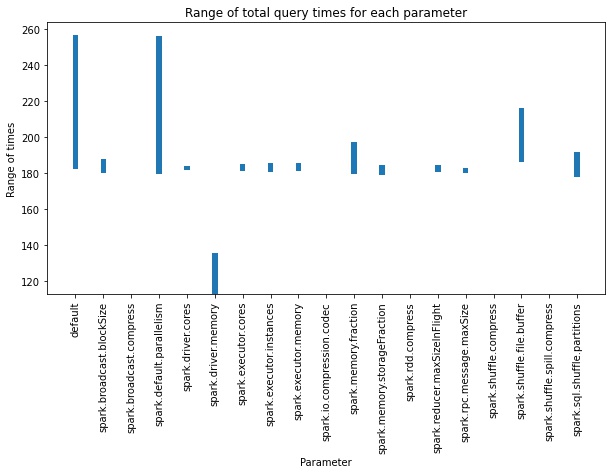 Range of total query times for each parameter
Range of times
260
240
220
200
180
160
140
120
default
spark.broadcast.blockSize
spark.broadcast.compress
spark.default.parallelism
spark.driver.cores
spark.driver.memory
spark.executor.cores
spark.executor.instances
spark.executor.memory
spark.io.compression.codec
spark.memory.fraction
spark.memory.storageFraction
spark.rdd.compress
spark.reducer.maxSizeInFlight
spark.rpc.message.maxSize
spark.shuffle.compress
spark.shuffle.file.buffer
spark.shuffle.spill.compress
spark.sql.shuffle.partitions
Parameter